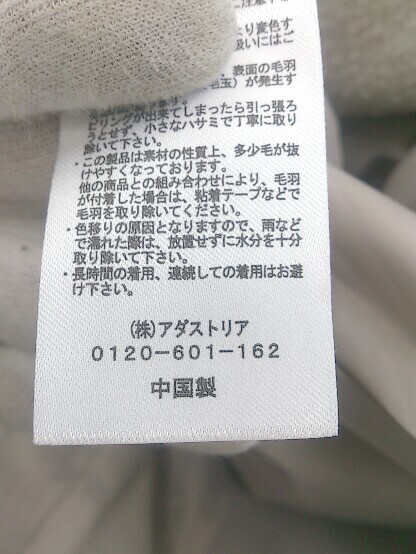 より変色す
扱いにはご
表面の毛羽
毛玉）が発生す
ピリングが出来てしまったら引っ張ろ
うとせず、小さなハサミで丁寧に取り
除いて下さい。
・この製品は素材の性質上、多少毛が抜
けやすくなっております。
他の商品との組み合わせにより、毛羽
が付着した場合は、粘着テープなどで
毛羽を取り除いてください。
・色移りの原因となりますので、雨など
で濡れた際は、放置せずに水分を十分
取り除いて下さい。
・長時間の着用、連続しての着用はお避
け下さい。
(株)アダストリア
0120-601-162
中国製